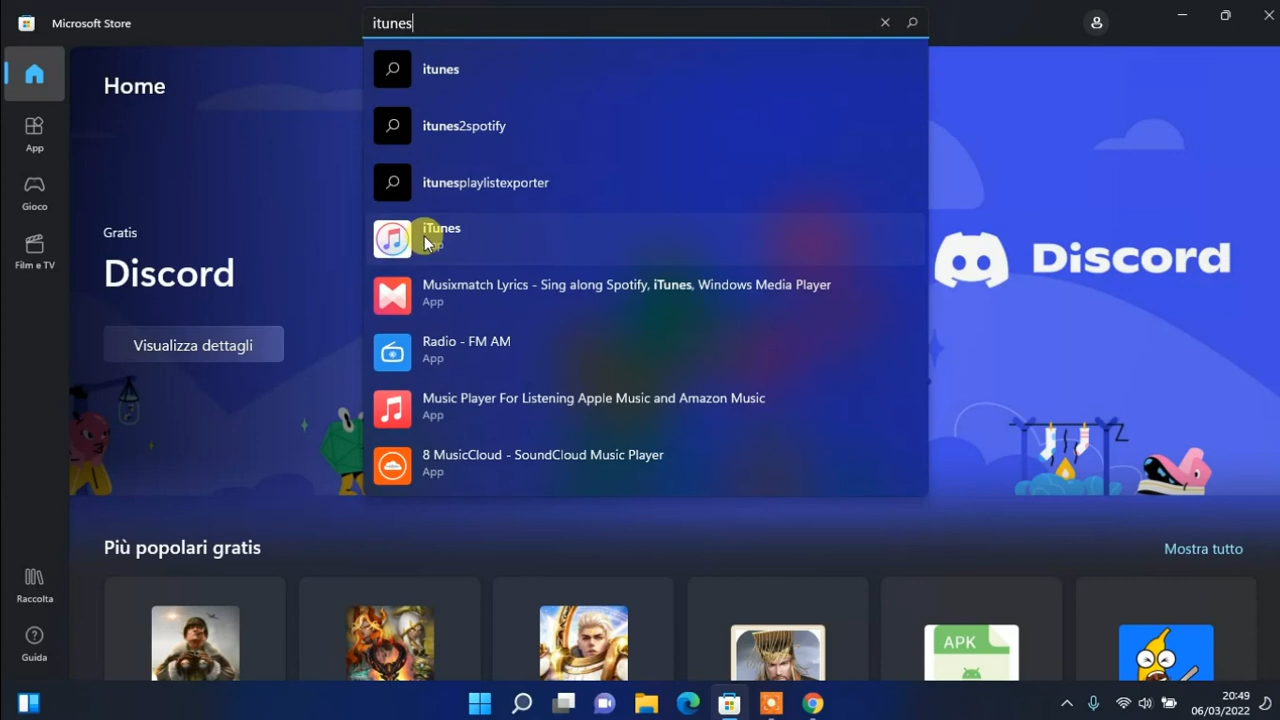 Microsoft Store
itunes
Home
App
Gioco
Film e TV
Raccolta
Guida
itunes
itunes2spotify
itunesplaylistexporter
iTunes
App
Musixmatch Lyrics - Sing along Spotify, iTunes, Windows Media Player
App
Radio - FM AM
App
Music Player For Listening Apple Music and Amazon Music
App
8 MusicCloud - SoundCloud Music Player
App
Gratis
Discord
Visualizza dettagli
Discord
Più popolari gratis
Mostra tutto
APK
20:49
06/03/2022